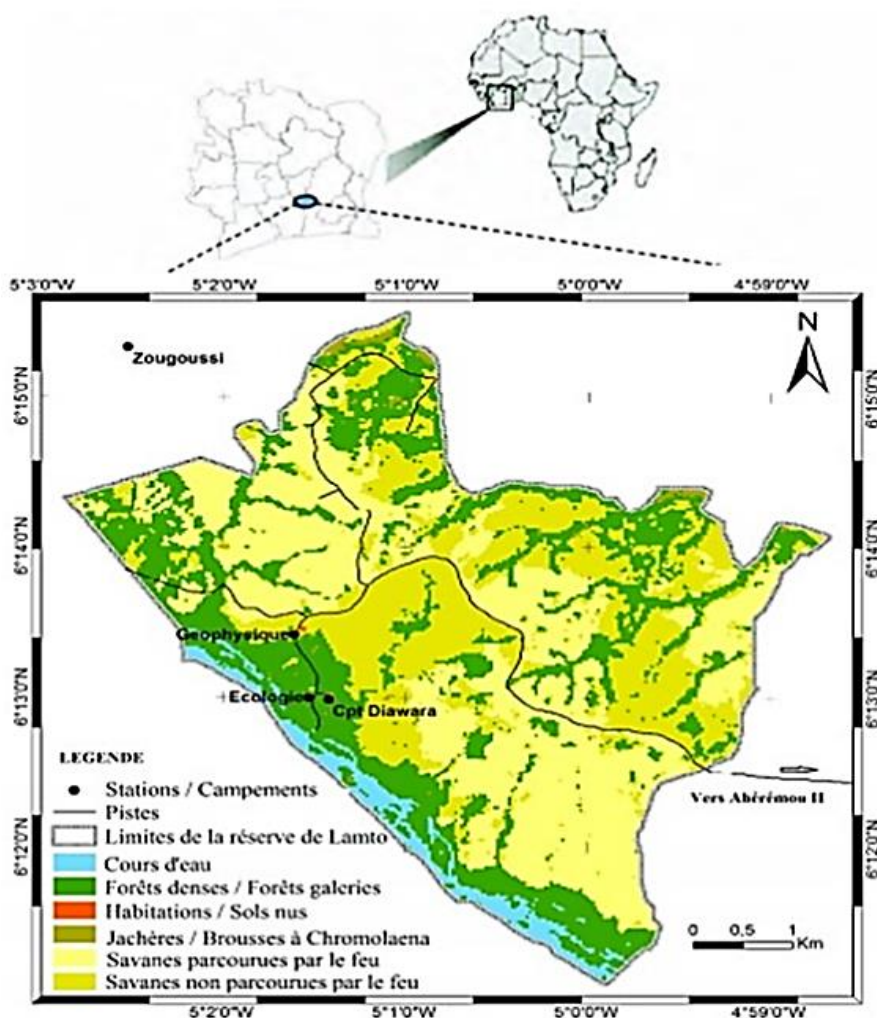 5°3'0"W 5°2'0"W 5°1'0"W 5°0'0"W 4°59'0"W
N
Zougoussi
6°15'0"N 6°15'0"N
6°14'0"N 6°14'0"N
Geophysique
6°13'0"N 6°13'0"N
Ecologie
Cpt Diawara
LEGENDE
Stations / Campements
Pistes
Vers Abérémou II
Limites de la réserve de Lamto
6°12'0"N 6°12'0"N
Cours d'eau
Forêts denses / Forêts galeries
Habitations / Sols nus
Jachères / Brousses à Chromolaena
0 0.5 1
Km
Savanes parcourues par le feu
Savanes non parcourues par le feu
5°2'0"W 5°1'0"W 5°0'0"W 4°59'0"W